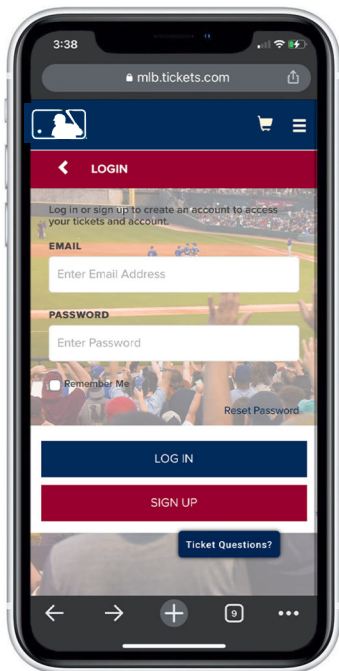 3:38
mlb.tickets.com
LOGIN
Log in or sign up to create an account to access
your tickets and account.
EMAIL
Enter Email Address
PASSWORD
Enter Password
Remember Me
Reset Password
LOG IN
SIGN UP
Ticket Questions?
9